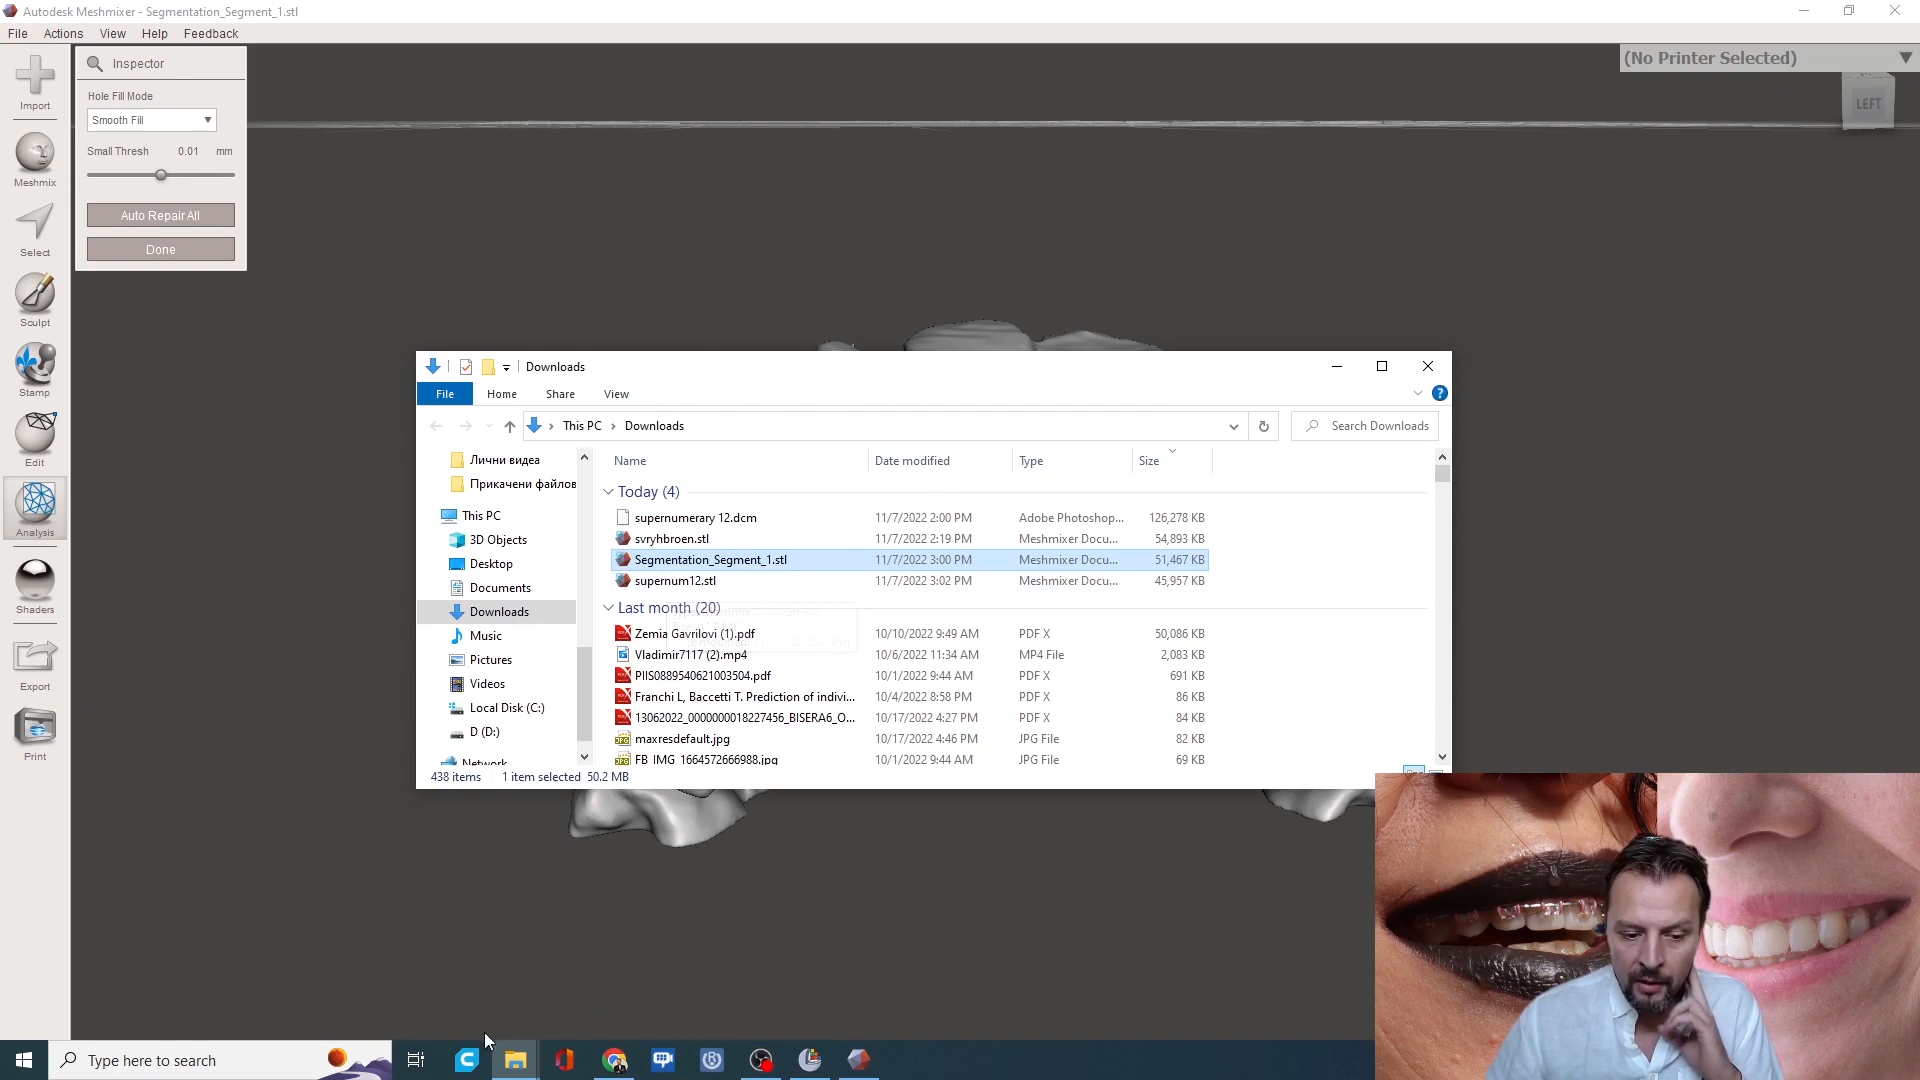 Autodesk Meshmixer - Segmentation_Segment_1.stl
File Actions View Help Feedback
Inspector
(No Printer Selected)
LEFT
Hole Fill Mode
Smooth Fill
Small Thresh 0.01 mm
Auto Repair All
Done
Import
Meshmix
Select
Sculpt
Stamp
Edit
Analysis
Shaders
Export
Print
Downloads
File Home Share View
This PC Downloads
Search Downloads
Лични видеа
Прикачени файлов
This PC
3D Objects
Desktop
Documents
Downloads
Music
Pictures
Videos
Local Disk (C:)
D (D:)
Network
Name Date modified Type Size
Today (4)
supernumerary 12.dcm 11/7/2022 2:00 PM Adobe Photoshop... 126,278 KB
svryhbroen.stl 11/7/2022 2:19 PM Meshmixer Docu... 54,893 KB
Segmentation_Segment_1.stl 11/7/2022 3:00 PM Meshmixer Docu... 51,467 KB
supernum12.stl 11/7/2022 3:02 PM Meshmixer Docu... 45,957 KB
Last month (20)
Zemia Gavrilovi (1).pdf 10/10/2022 9:49 AM PDF X 50,086 KB
Vladimir7117 (2).mp4 10/6/2022 11:34 AM MP4 File 2,083 KB
PIIS0889540621003504.pdf 10/1/2022 9:44 AM PDF X 691 KB
Franchi L, Baccetti T. Prediction of indivi... 10/4/2022 8:58 PM PDF X 86 KB
13062022_0000000018227456_BISERA6_O... 10/17/2022 4:27 PM PDF X 84 KB
maxresdefault.jpg 10/17/2022 4:46 PM JPG File 82 KB
FB_IMG_1664572666988.jpg 10/1/2022 9:44 AM JPG File 69 KB
438 items 1 item selected 50.2 MB
Type here to search